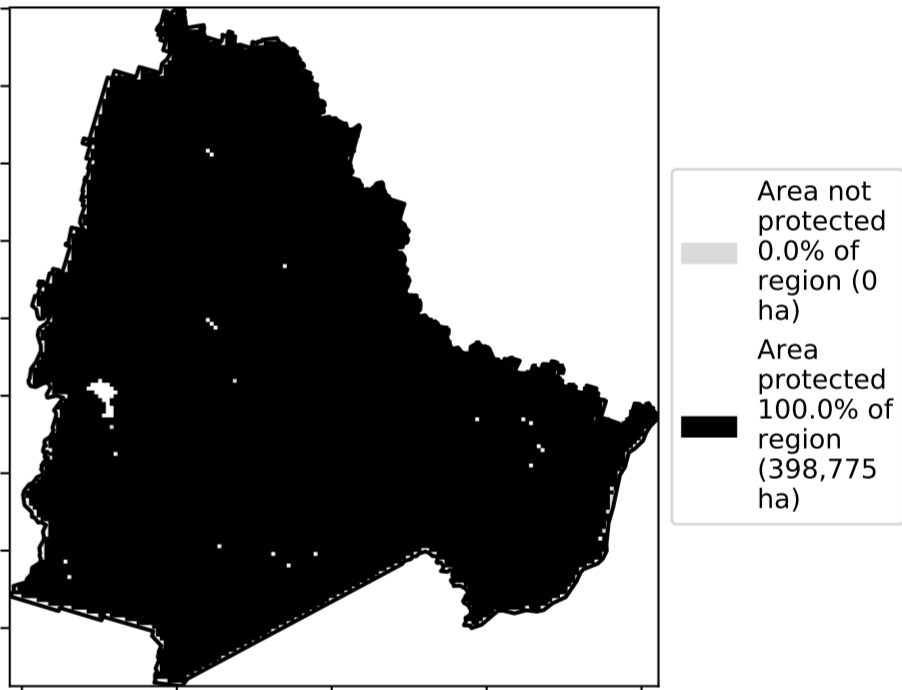 Area not
protected
0.0% of
region (0
ha)
Area
protected
100.0% of
region
(398,775
ha)